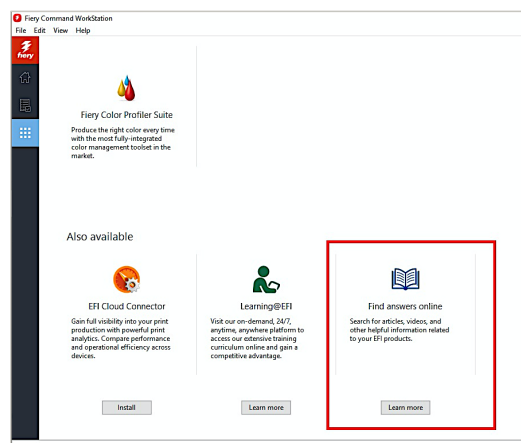 Fiery Command WorkStation
File Edit View Help
fiery
Fiery Color Profiler Suite
Produce the right color every time
with the most fully-integrated
color management toolset in the
market.
Also available
EFI Cloud Connector
Gain full visibility into your print
production with powerful print
analytics. Compare performance
and operational efficiency across
devices.
Install
Learning@EFI
Visit our on-demand, 24/7,
anytime, anywhere platform to
access our extensive training
curriculum online and gain a
competitive advantage.
Learn more
Find answers online
Search for articles, videos, and
other helpful information related
to your EFI products.
Learn more